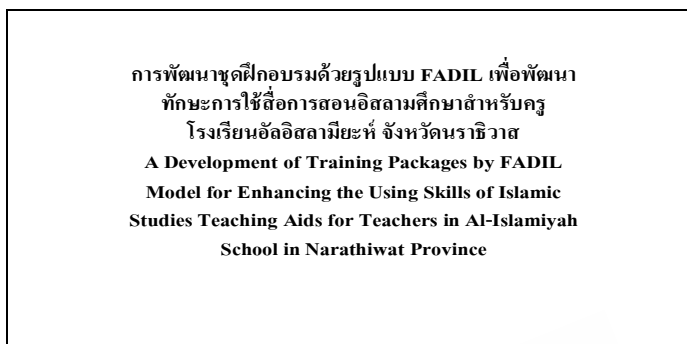 การพัฒนาชุดฝึกอบรมด้วยรูปแบบ FADIL เพื่อพัฒนา
ทักษะการใช้สื่อการสอนอิสลามศึกษาสำหรับครู
โรงเรียนอัลอิสลามียะห์ จังหวัดนราธิวาส
A Development of Training Packages by FADIL
Model for Enhancing the Using Skills of Islamic
Studies Teaching Aids for Teachers in Al-Islamiyah
School in Narathiwat Province